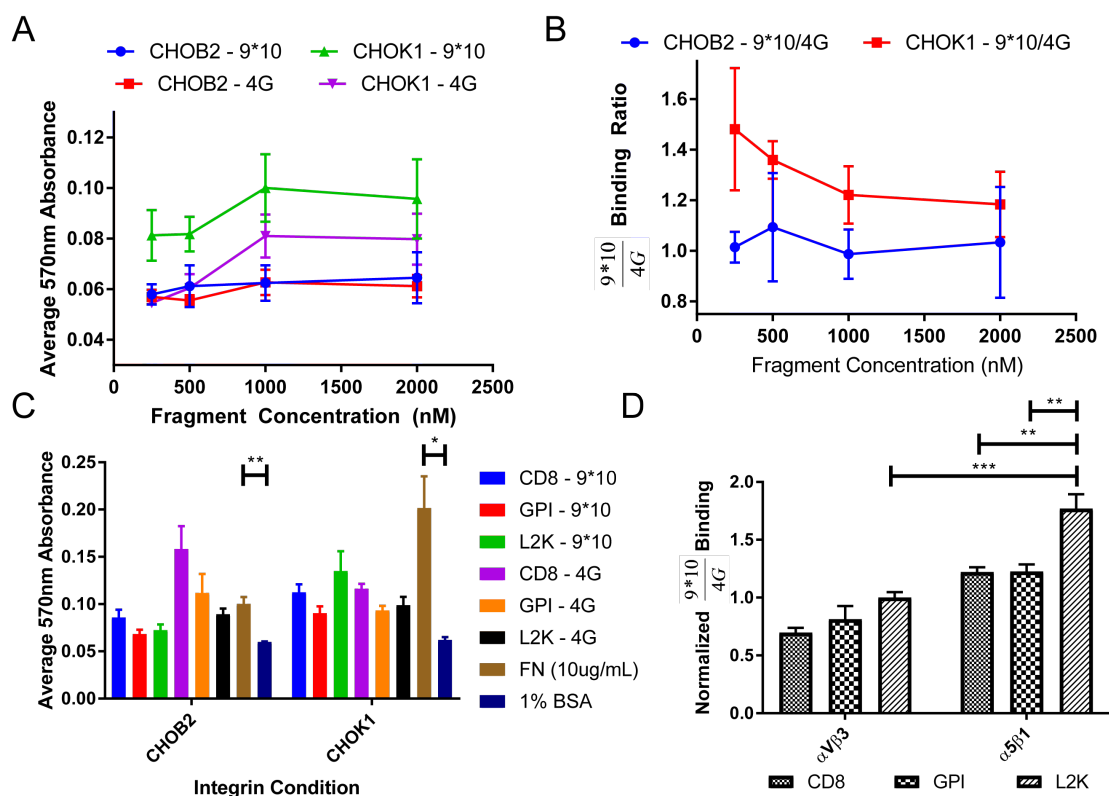 A
CHOB2 - 9*10
CHOK1 - 9*10
CHOB2 - 4G
CHOK1 - 4G
Average 570nm Absorbance
0.12
0.10
0.08
0.06
0.04
0 500 1000 1500 2000 2500
Fragment Concentration (nM)
B
CHOB2 - 9*10/4G
CHOK1 - 9*10/4G
9*10
4G
Binding Ratio
1.6
1.4
1.2
1.0
0.8
0 500 1000 1500 2000 2500
Fragment Concentration (nM)
C
Average 570nm Absorbance
0.25
0.20
0.15
0.10
0.05
0.00
**
*
CHOB2
CHOK1
Integrin Condition
CD8 - 9*10
GPI - 9*10
L2K - 9*10
CD8 - 4G
GPI - 4G
L2K - 4G
FN (10ug/mL)
1% BSA
D
Normalized 9*10 Binding
4G
2.0
1.5
1.0
0.5
0.0
**
**
***
αVβ3
α5β1
CD8
GPI
L2K